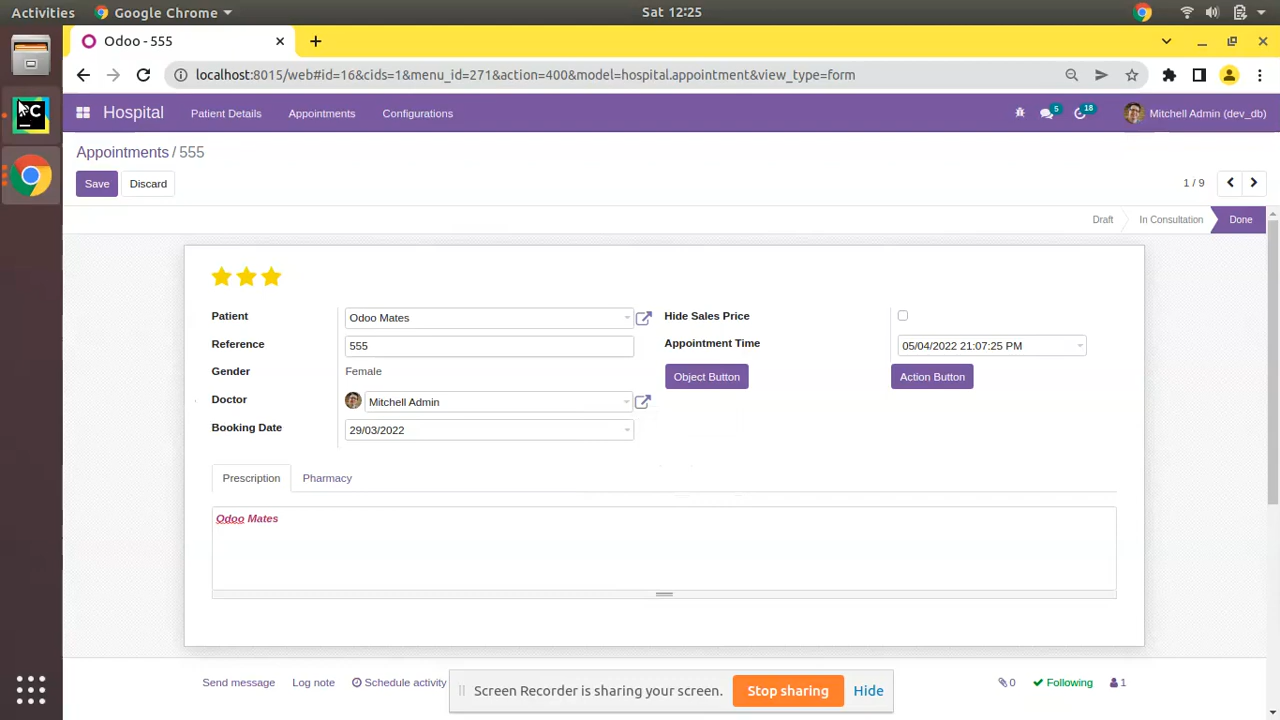 Activities Google Chrome Sat 12:25
Odoo - 555
localhost:8015/web#id=16&cids=1&menu_id=271&action=400&model=hospital.appointment&view_type=form
Hospital Patient Details Appointments Configurations 5 18 Mitchell Admin (dev_db)
Appointments / 555
Save Discard 1 / 9
Draft In Consultation Done
Patient Odoo Mates Hide Sales Price
Reference 555 Appointment Time 05/04/2022 21:07:25 PM
Gender Female Object Button Action Button
Doctor Mitchell Admin
Booking Date 29/03/2022
Prescription Pharmacy
Odoo Mates
Send message Log note Schedule activity 0 Following 1
Screen Recorder is sharing your screen. Stop sharing Hide